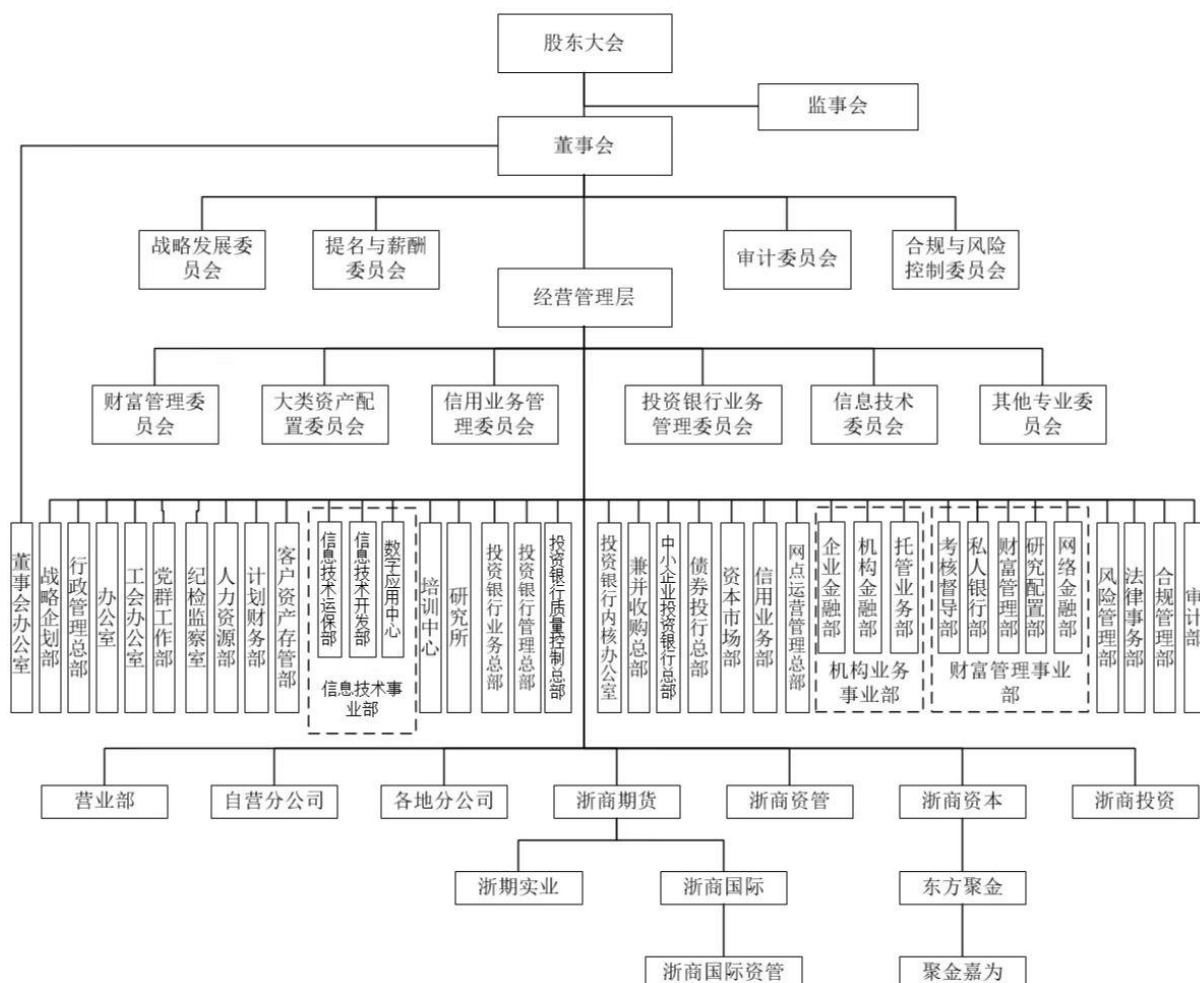 股东大会
监事会
董事会
战略发展委
员会
提名与薪酬
委员会
审计委员会
合规与风险
控制委员会
经营管理层
财富管理委
员会
大类资产配
置委员会
信用业务管
理委员会
投资银行业务
管理委员会
信息技术
委员会
其他专业委
员会
董事会办公室
战略企划部
行政管理总部
办公室
工会办公室
党群工作部
纪检监察室
人力资源部
计划财务部
客户资产存管部
信息技术运保部
信息技术开发部
数字应用中心
信息技术事
业部
培训中心
研究所
投资银行业务总部
投资银行管理总部
投资银行质量控制总部
投资银行内核办公室
兼并收购总部
中小企业投资银行总部
债券投行总部
资本市场部
信用业务部
网点运营管理总部
企业金融部
机构金融部
托管业务部
机构业务
事业部
考核督导部
私人银行部
财富管理部
研究配置部
网络金融部
财富管理事业
部
风险管理部
法律事务部
合规管理部
审计部
营业部
自营分公司
各地分公司
浙商期货
浙商资管
浙商资本
浙商投资
浙期实业
浙商国际
东方聚金
浙商国际资管
聚金嘉为